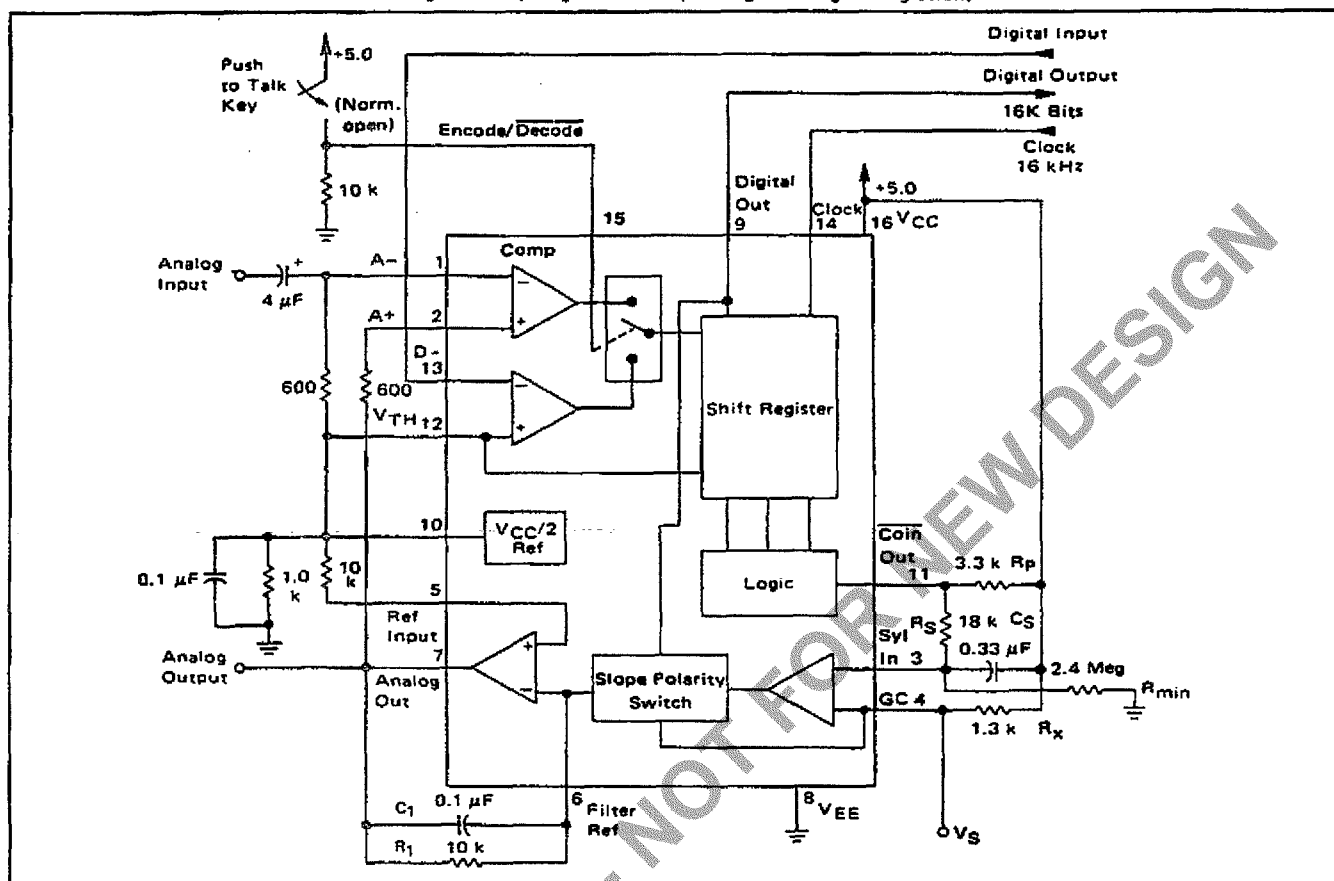 Digital Input
+5.0
Push
to Talk
Key
(Norm.
open)
Digital Output
16K Bits
Encode/Decode
Clock
16 kHz
10 k
Digital
Out
9
+5.0
15
Clock
14
16 VCC
Comp
Analog
Input
+
4 μF
A−
1
−
A+
2
+
D−
13
−
600
600
VTH
12
+
Shift Register
10
VCC/2
Ref
Coin
Out
11
3.3 k Rp
0.1 μF
1.0
k
10
k
Logic
RS
18 k
CS
5
Ref
Input
Syl
In 3
0.33 μF
2.4 Meg
Rmin
Analog
Output
7
Analog
Out
+
−
Slope Polarity
Switch
GC 4
1.3 k
Rx
C1
0.1 μF
6
Filter
Ref
8
VEE
VS
R1
10 k
NOT FOR NEW DESIGN